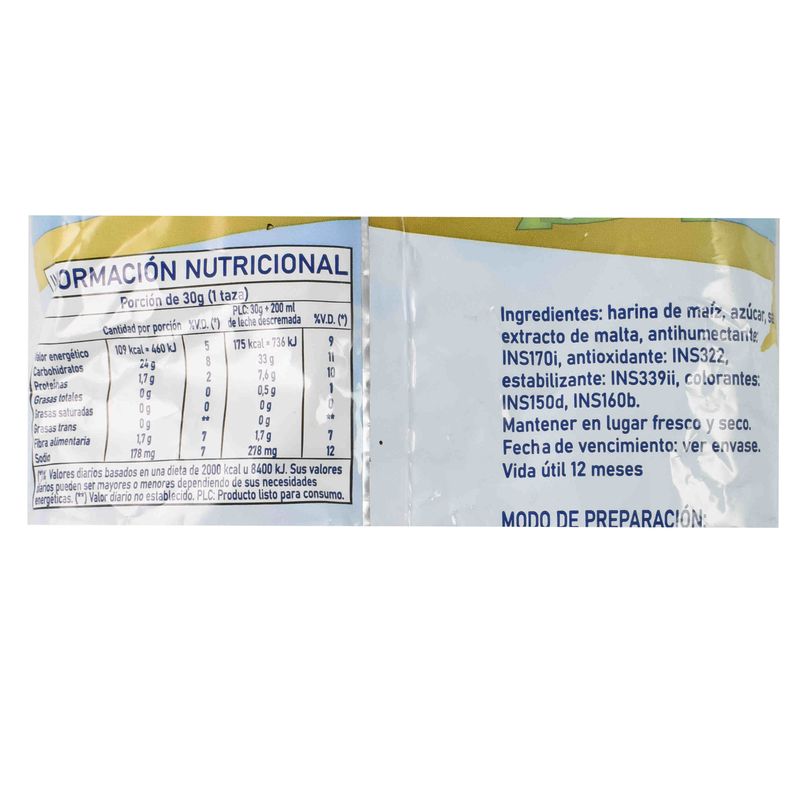 ORMACIÓN NUTRICIONAL
Porción de 30g (1 taza)
Cantidad por porción %V.D. (*) PLC: 30g + 200 ml de leche descremada %V.D. (*)
Valor energético 109 kcal = 460 kJ 5 175 kcal = 736 kJ 9
Carbohidratos 24 g 8 33 g 11
Proteínas 1,7 g 2 7,6 g 10
Grasas totales 0g 0 0,5 g 1
Grasas saturadas 0g 0 0g 0
Grasas trans 0g ** 0 g **
Fibra alimentaria 1,7 g 7 1,7 g 7
Sodio 178 mg 7 278 mg 12
(*) Valores diarios basados en una dieta de 2000 kcal u 8400 kJ. Sus valores
diarios pueden ser mayores o menores dependiendo de sus necesidades
energéticas. (**) Valor diario no establecido. PLC: Producto listo para consumo.
Ingredientes: harina de maíz, azúcar,
extracto de malta, antihumectante:
INS170i, antioxidante: INS322,
estabilizante: INS339ii, colorantes:
INS150d, INS160b.
Mantener en lugar fresco y seco.
Fecha de vencimiento: ver envase.
Vida útil 12 meses
MODO DE PREPARACIÓN: